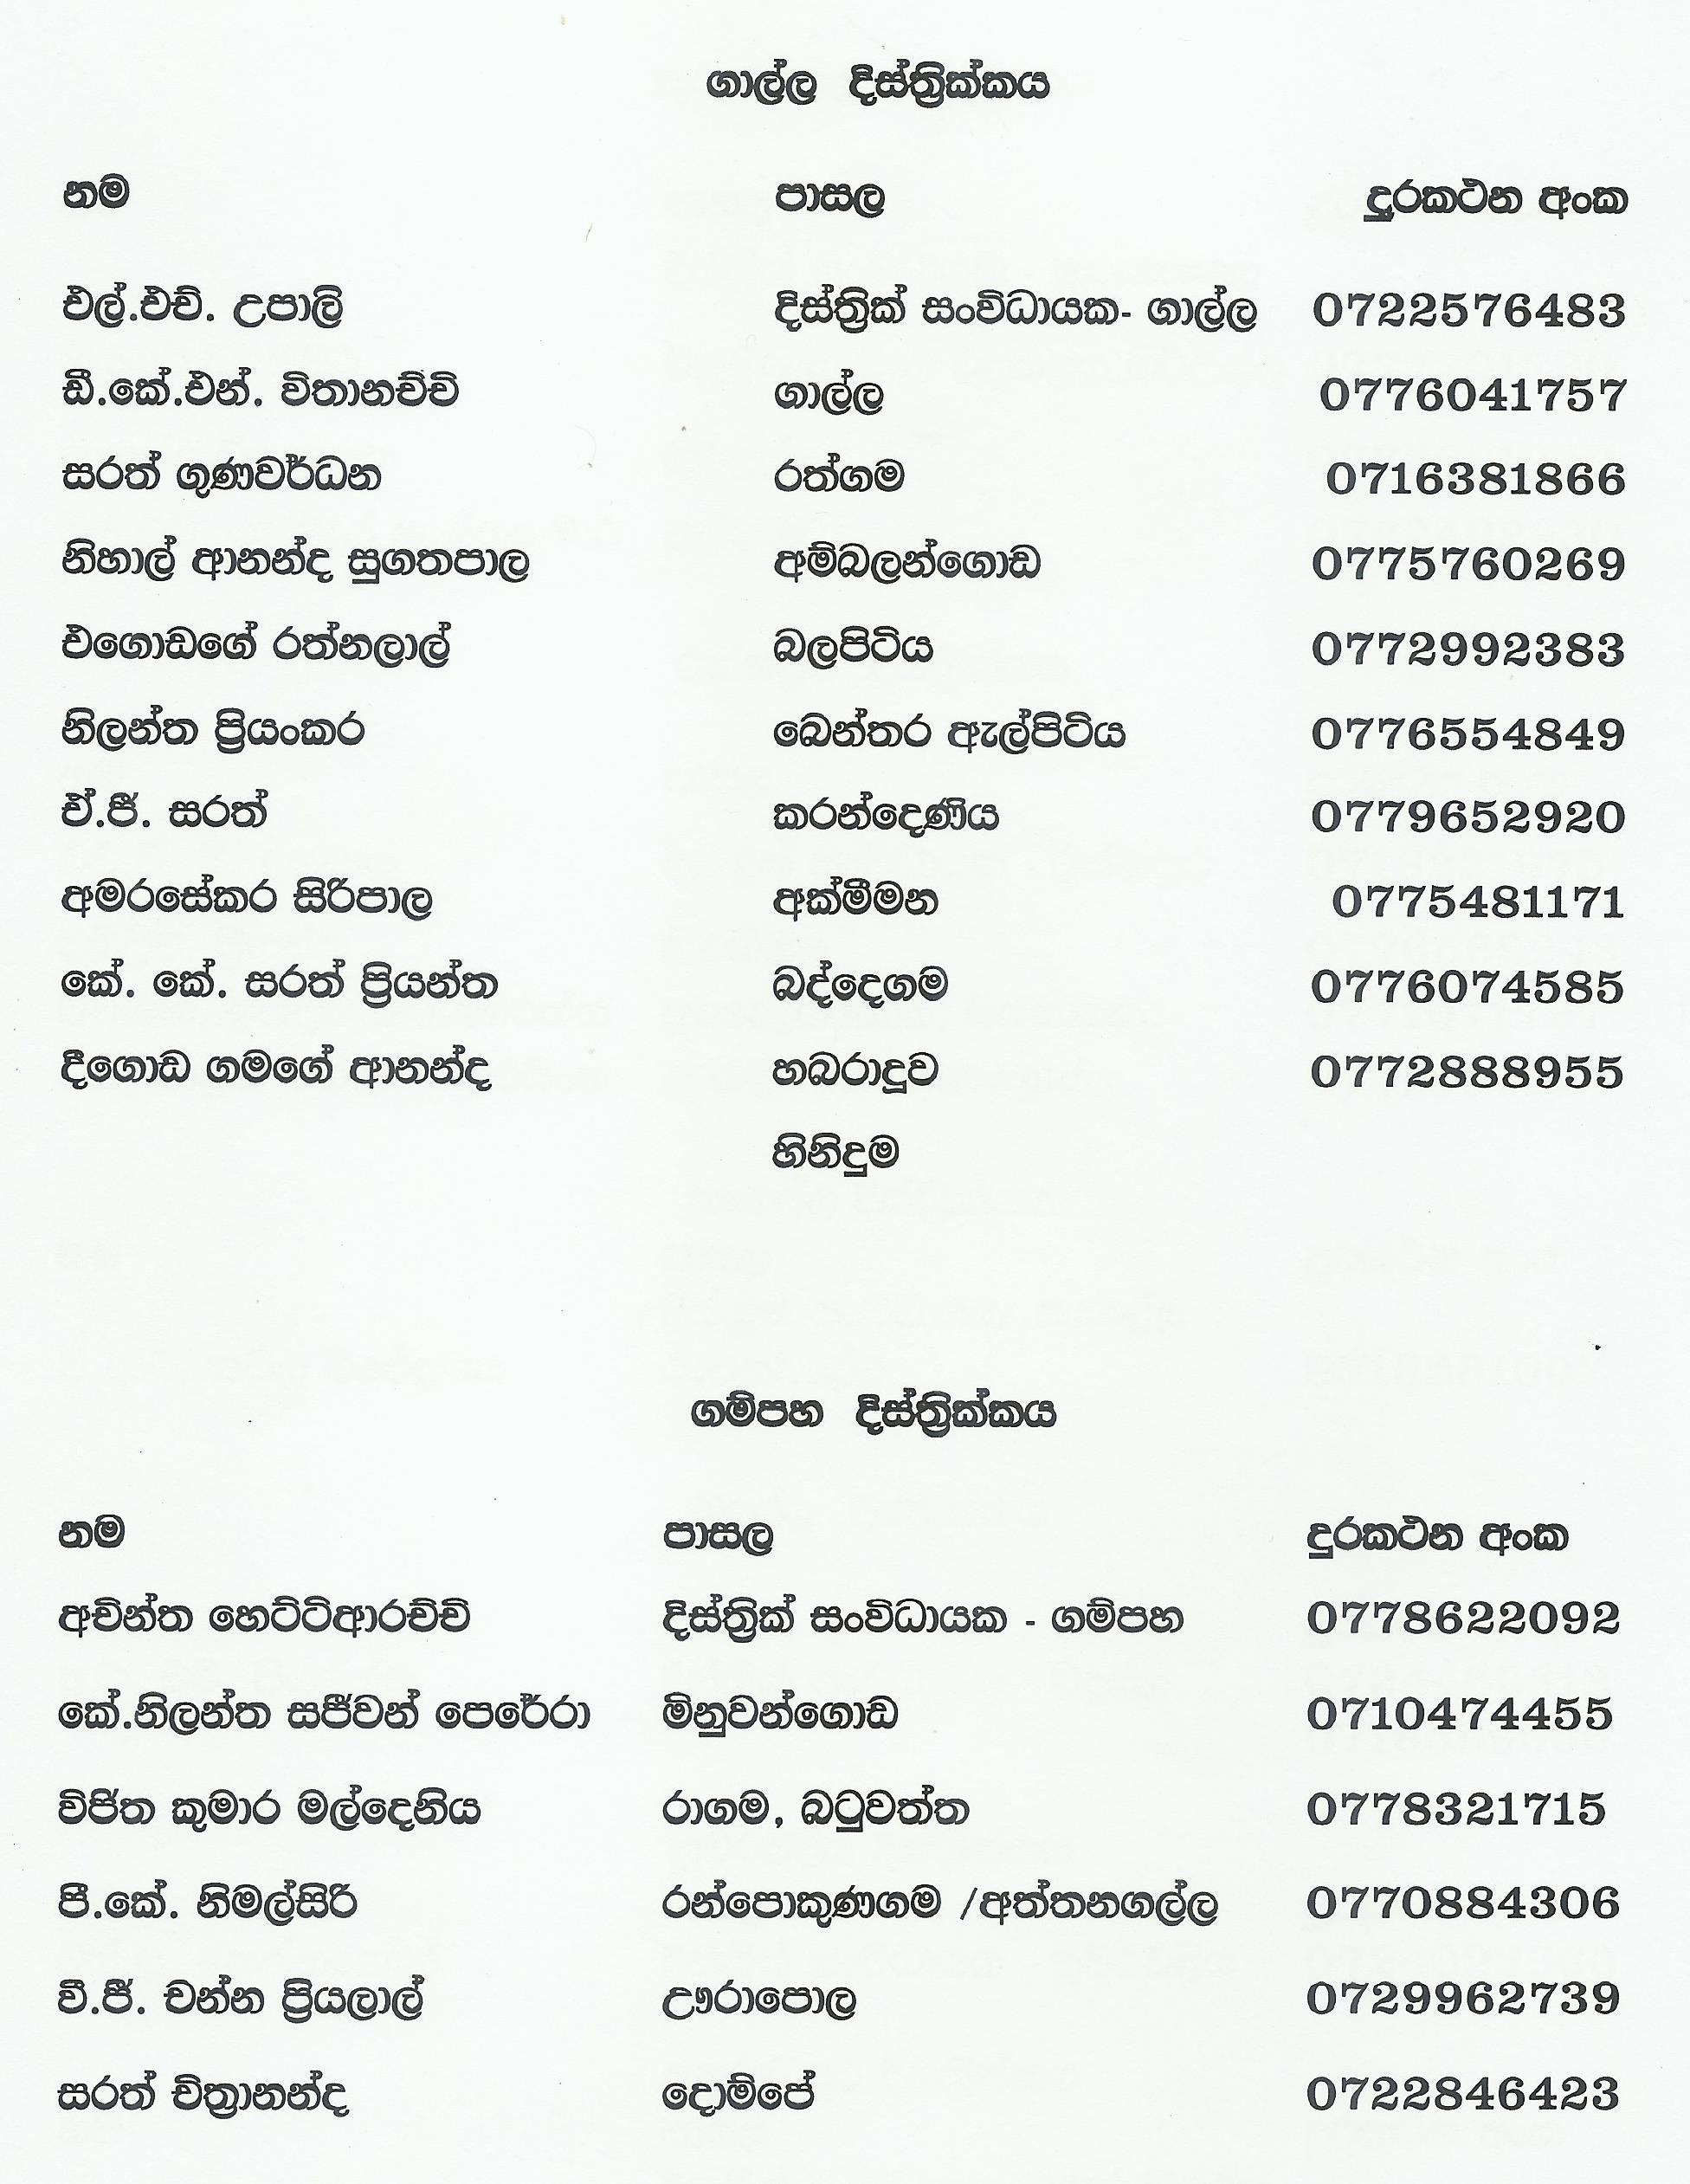 ගාල්ල දිස්ත්‍රික්කය
නම පාසල දුරකථන අංක
එල්.එච්. උපාලි දිස්ත්‍රික් සංවිධායක- ගාල්ල 0722576483
ඩී.කේ.එන්. විතානච්චි ගාල්ල 0776041757
සරත් ගුණවර්ධන රත්ගම 0716381866
නිහාල් ආනන්ද සුගතපාල අම්බලන්ගොඩ 0775760269
එගොඩගේ රත්නලාල් බලපිටිය 0772992383
නිලන්ත ප්‍රියංකර බෙන්තර ඇල්පිටිය 0776554849
ඒ.ජී. සරත් කරන්දෙණිය 0779652920
අමරසේකර සිරිපාල අක්මීමන 0775481171
කේ. කේ. සරත් ප්‍රියන්ත බද්දෙගම 0776074585
දීගොඩ ගමගේ ආනන්ද හබරාදූව 0772888955
හිනිදුම
ගම්පහ දිස්ත්‍රික්කය
නම පාසල දුරකථන අංක
අචින්ත හෙට්ටිආරච්චි දිස්ත්‍රික් සංවිධායක - ගම්පහ 0778622092
කේ.නිලන්ත සජීවන් පෙරේරා මිනුවන්ගොඩ 0710474455
විජිත කුමාර මල්දෙනිය රාගම, බටුවත්ත 0778321715
පී.කේ. නිමල්සිරි රන්පොකුණගම /අත්තනගල්ල 0770884306
වී.ජී. චන්න ප්‍රියලාල් ඌරාපොල 0729962739
සරත් චිත්‍රානන්ද දොම්පේ 0722846423